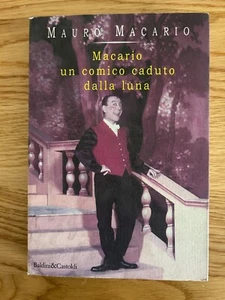 MAURO MACARIO
Macario
un comico caduto
dalla luna
Baldini&Castoldi